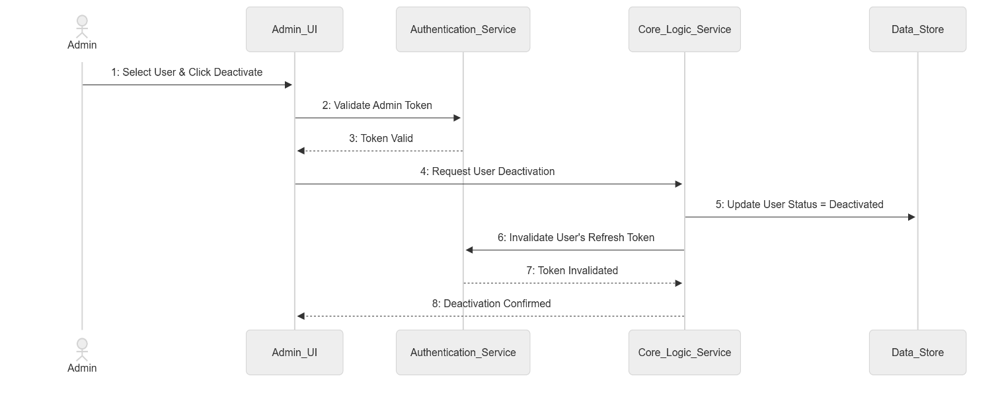 Admin
Admin_UI
Authentication_Service
Core_Logic_Service
Data_Store
1: Select User & Click Deactivate
2: Validate Admin Token
3: Token Valid
4: Request User Deactivation
5: Update User Status = Deactivated
6: Invalidate User's Refresh Token
7: Token Invalidated
8: Deactivation Confirmed
Admin
Admin_UI
Authentication_Service
Core_Logic_Service
Data_Store